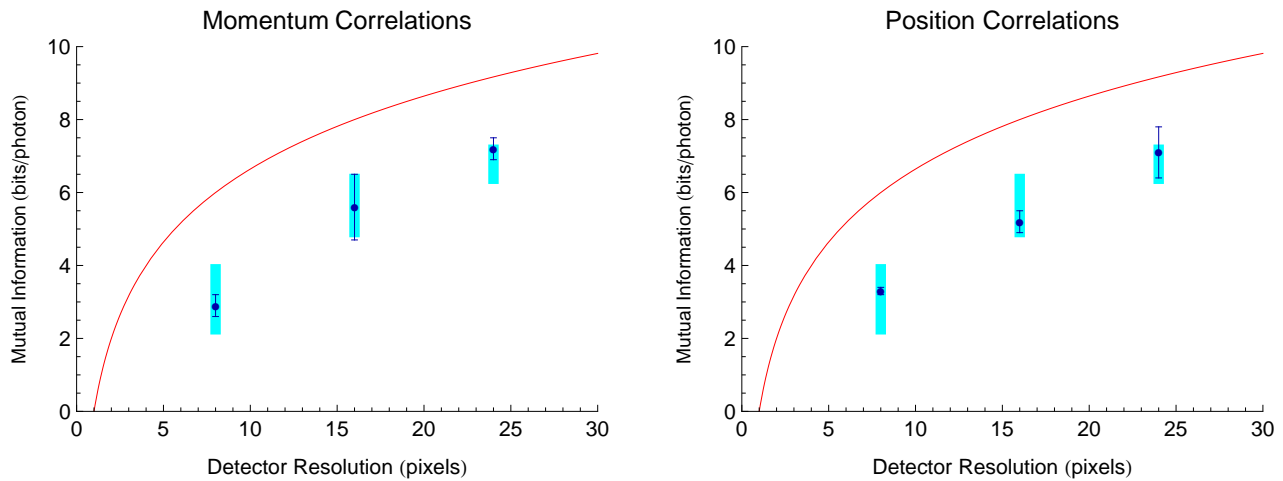 Momentum Correlations
10
8
6
4
2
0
Mutual Information (bits/photon)
0 5 10 15 20 25 30
Detector Resolution (pixels)
Position Correlations
10
8
6
4
2
0
Mutual Information (bits/photon)
0 5 10 15 20 25 30
Detector Resolution (pixels)